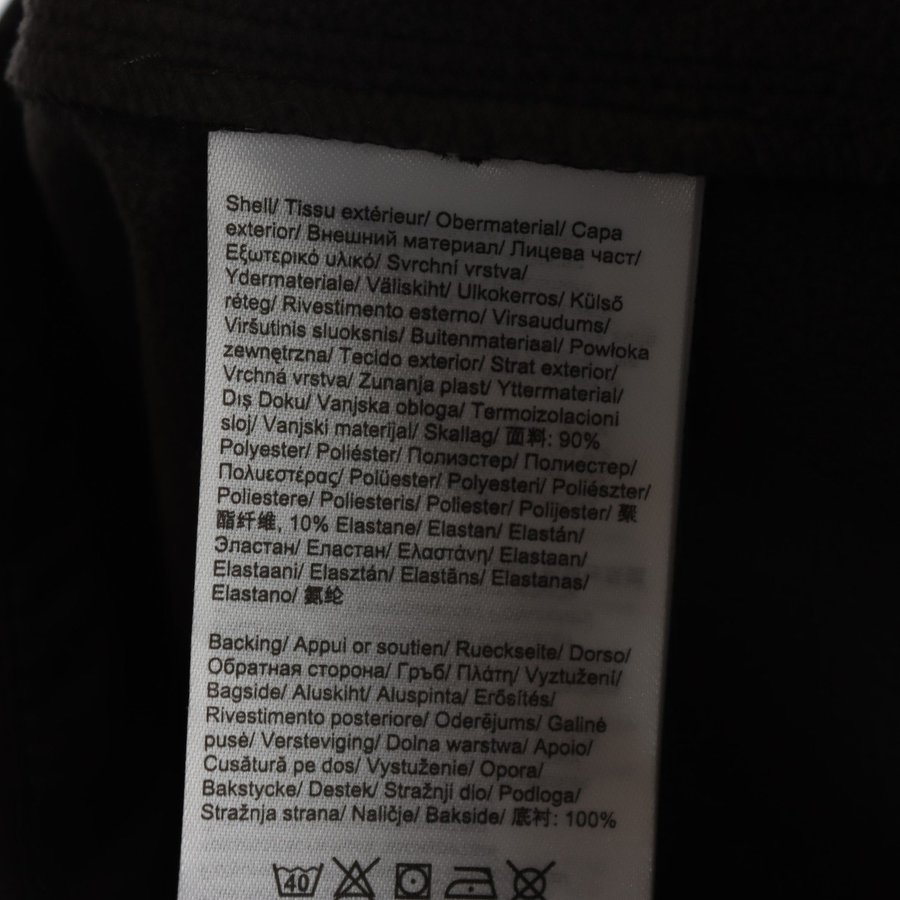 Shell/ Tissu extérieur/ Obermaterial/ Capa
exterior/ Внешний материал/ Лицева част/
Εξωτερικό υλικό/ Svrchní vrstva/
Ydermateriale/ Väliskiht/ Ulkokerros/ Külső
réteg/ Rivestimento esterno/ Virsaudums/
Viršutinis sluoksnis/ Buitenmateriaal/ Powłoka
zewnętrzna/ Tecido exterior/ Strat exterior/
Vrchná vrstva/ Zunanja plast/ Yttermaterial/
Dış Doku/ Vanjska obloga/ Termoizolacioni
sloj/ Vanjski materijal/ Skallag/ 面料: 90%
Polyester/ Poliéster/ Полиэстер/ Полиестер/
Πολυεστέρας/ Polüester/ Polyesteri/ Poliészter/
Poliestere/ Poliesteris/ Poliester/ Polijester/ 聚
酯纤维, 10% Elastane/ Elastan/ Elastán/
Эластан/ Еластан/ Ελαστάνη/ Elastaan/
Elastaani/ Elasztán/ Elastāns/ Elastanas/
Elastano/ 氨纶
Backing/ Appui or soutien/ Rueckseite/ Dorso/
Обратная сторона/ Гръб/ Πλάτη/ Vyztužení/
Bagside/ Aluskiht/ Aluspinta/ Erősítés/
Rivestimento posteriore/ Oderējums/ Galinė
pusė/ Versteviging/ Dolna warstwa/ Apoio/
Cusătură pe dos/ Vystuženie/ Opora/
Bakstycke/ Destek/ Stražnji dio/ Podloga/
Stražnja strana/ Naličje/ Bakside/ 底衬: 100%
40